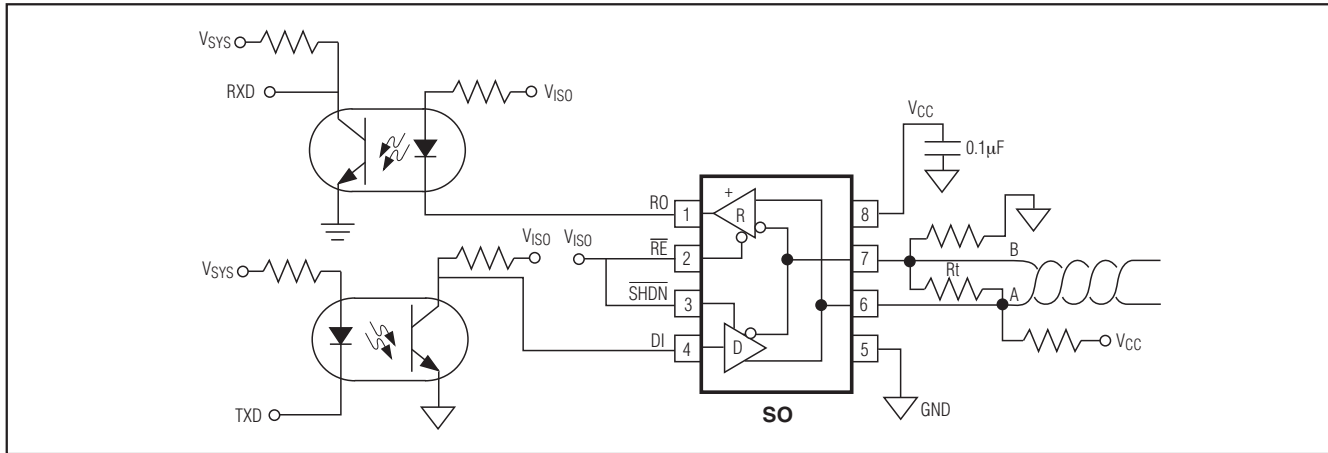 VSYS
RXD
VISO
VCC
0.1μF
RO
1
+
R
8
VISO
VISO
RE
2
7
B
VSYS
SHDN
3
Rt
6
A
DI
4
D
5
VCC
TXD
GND
SO